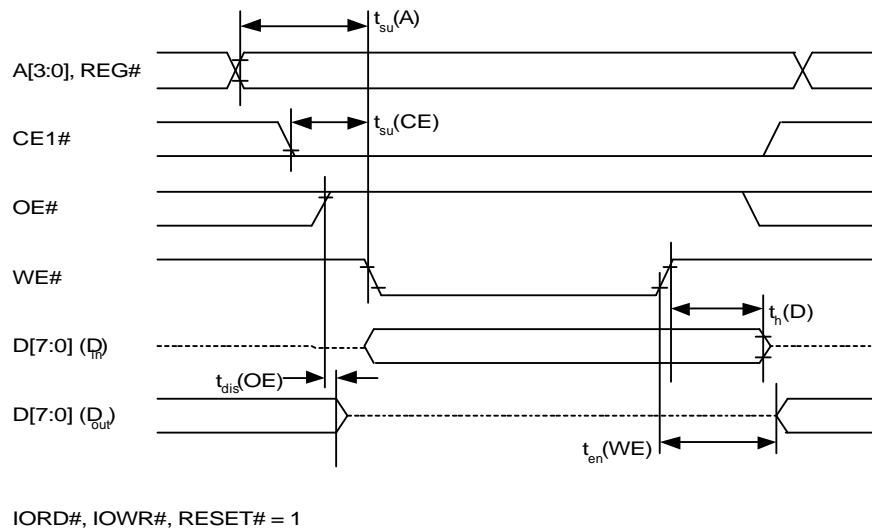 t_su(A)
A[3:0], REG#
t_su(CE)
CE1#
OE#
WE#
t_h(D)
D[7:0] (D_in)
t_dis(OE)
D[7:0] (D_out)
t_en(WE)
IORD#, IOWR#, RESET# = 1